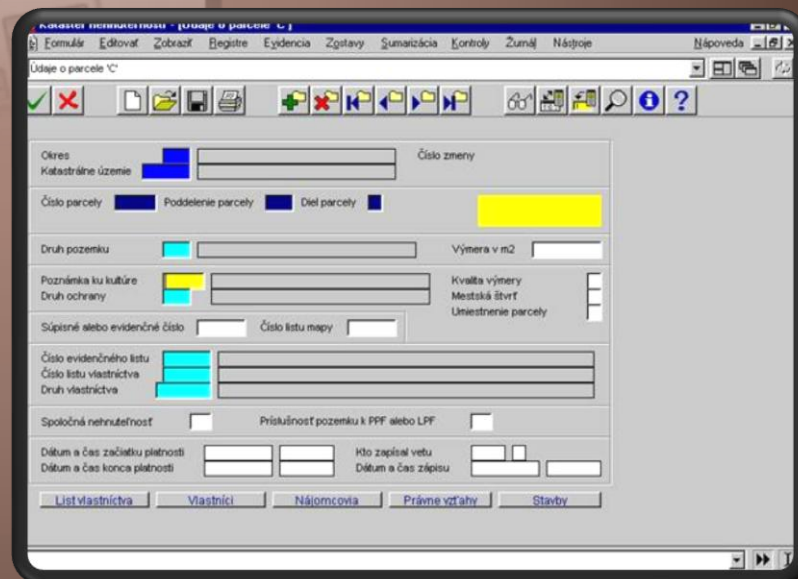 Kataster nehnuteľností - [Údaje o parcele 'C']
Formulár Editovať Zobraziť Registre Evidencia Zostavy Sumarizácia Kontroly Žurnál Nástroje Nápoveda
Údaje o parcele 'C'
Okres Číslo zmeny
Katastrálne územie
Číslo parcely Poddelenie parcely Diel parcely
Druh pozemku Výmera v m2
Poznámka ku kultúre Kvalita výmery
Druh ochrany Mestská štvrť
Umiestnenie parcely
Súpisné alebo evidenčné číslo Číslo listu mapy
Číslo evidenčného listu
Číslo listu vlastníctva
Druh vlastníctva
Spoločná nehnuteľnosť Príslušnosť pozemku k PPF alebo LPF
Dátum a čas začiatku platnosti Kto zapísal vetu
Dátum a čas konca platnosti Dátum a čas zápisu
List vlastníctva Vlastníci Nájomcovia Právne vzťahy Stavby